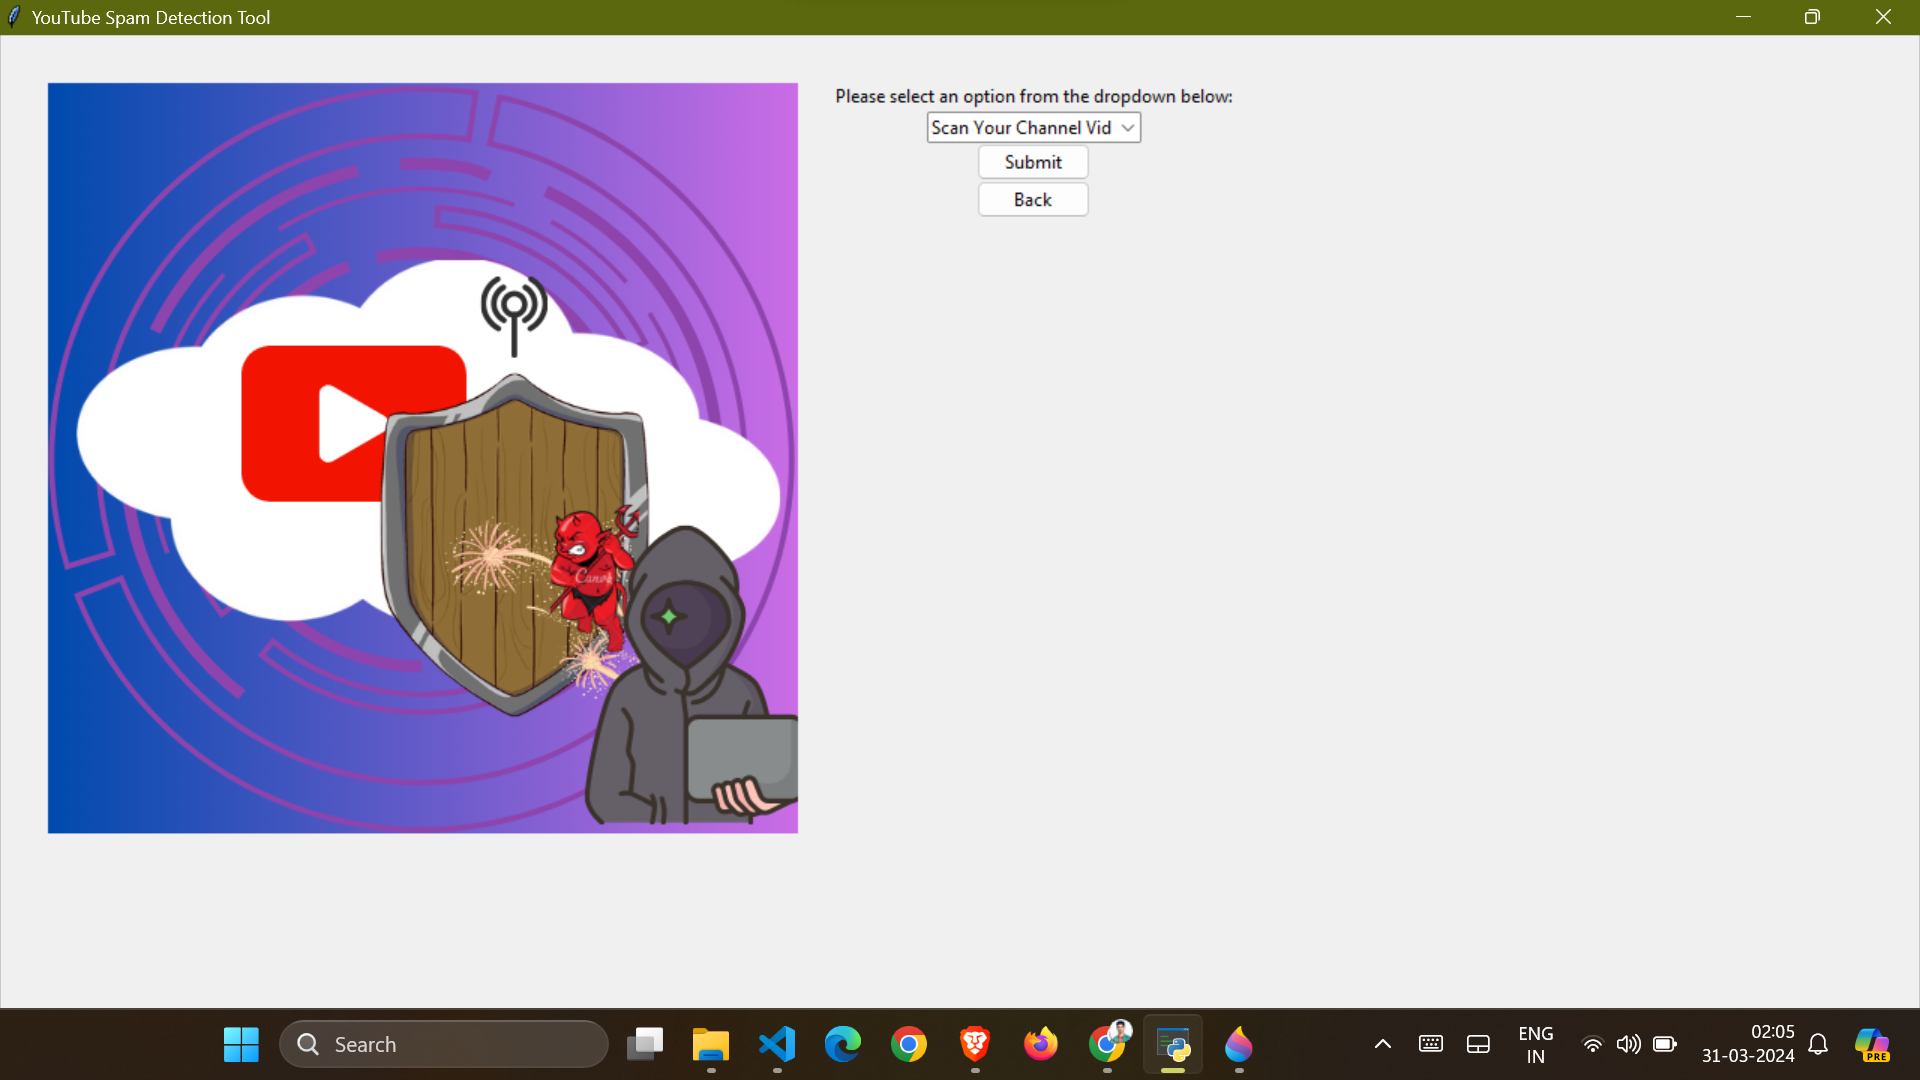 YouTube Spam Detection Tool
Please select an option from the dropdown below:
Scan Your Channel Vid
Submit
Back
Canva
Search
ENG
IN
02:05
31-03-2024
PRE